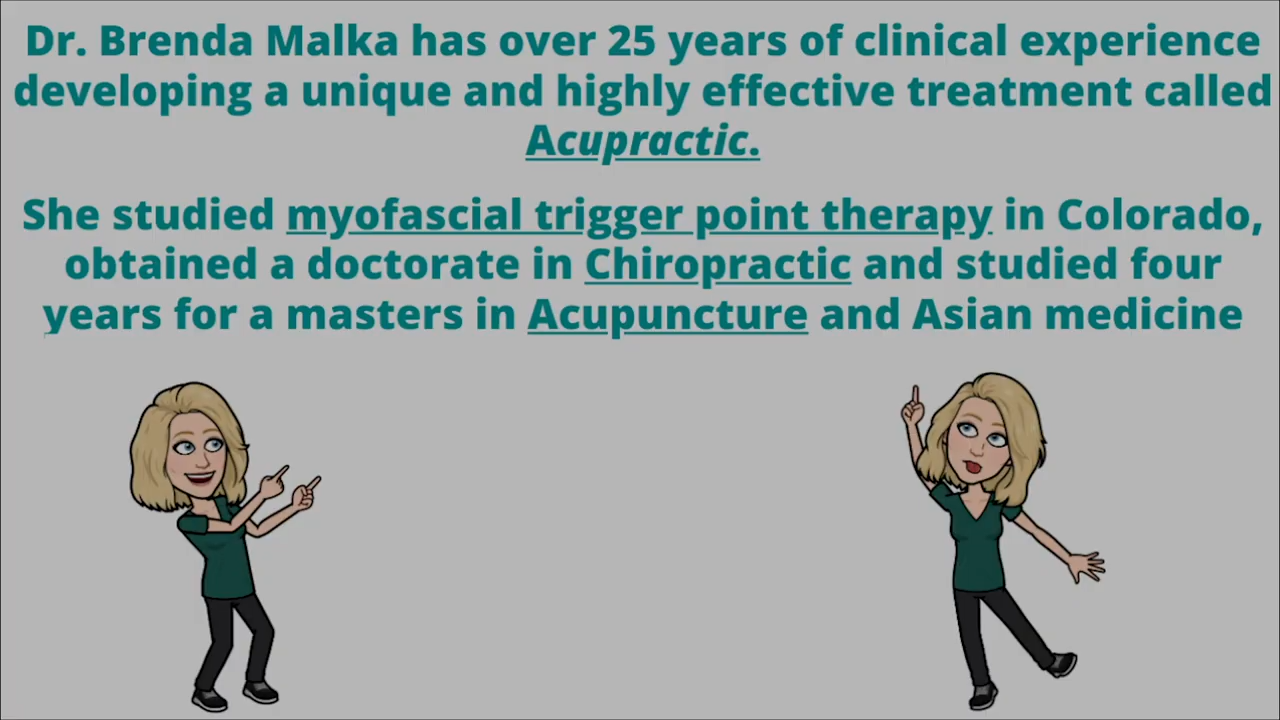 Dr. Brenda Malka has over 25 years of clinical experience
developing a unique and highly effective treatment called
Acupractic.
She studied myofascial trigger point therapy in Colorado,
obtained a doctorate in Chiropractic and studied four
years for a masters in Acupuncture and Asian medicine